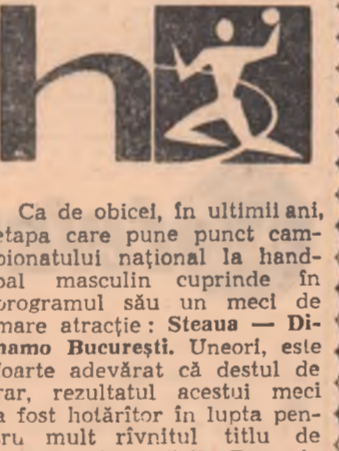 h
Ca de obicei, în ultimii ani,
etapa care pune punct cam-
pionatului național la hand-
bal masculin cuprinde în
programul său un meci de
mare atracție : Steaua — Di-
namo București. Uneori, este
foarte adevărat că destul de
rar, rezultatul acestui meci
a fost hotărîtor în lupta pen-
tru mult rîvnitul titlu de